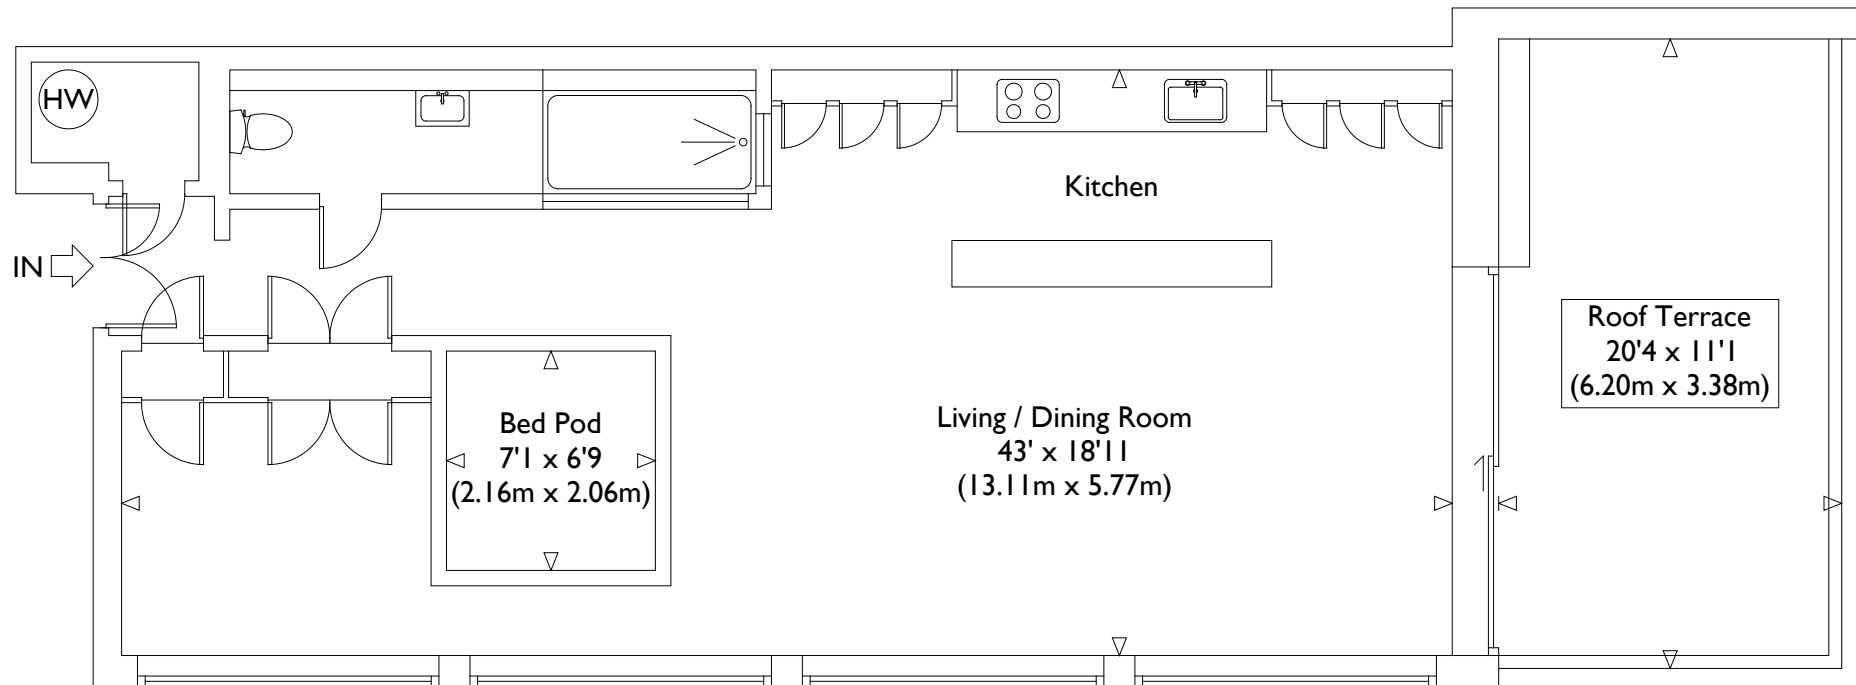 HW
Kitchen
IN
Roof Terrace
20'4 x 11'1
(6.20m x 3.38m)
Bed Pod
7'1 x 6'9
(2.16m x 2.06m)
Living / Dining Room
43' x 18'11
(13.11m x 5.77m)